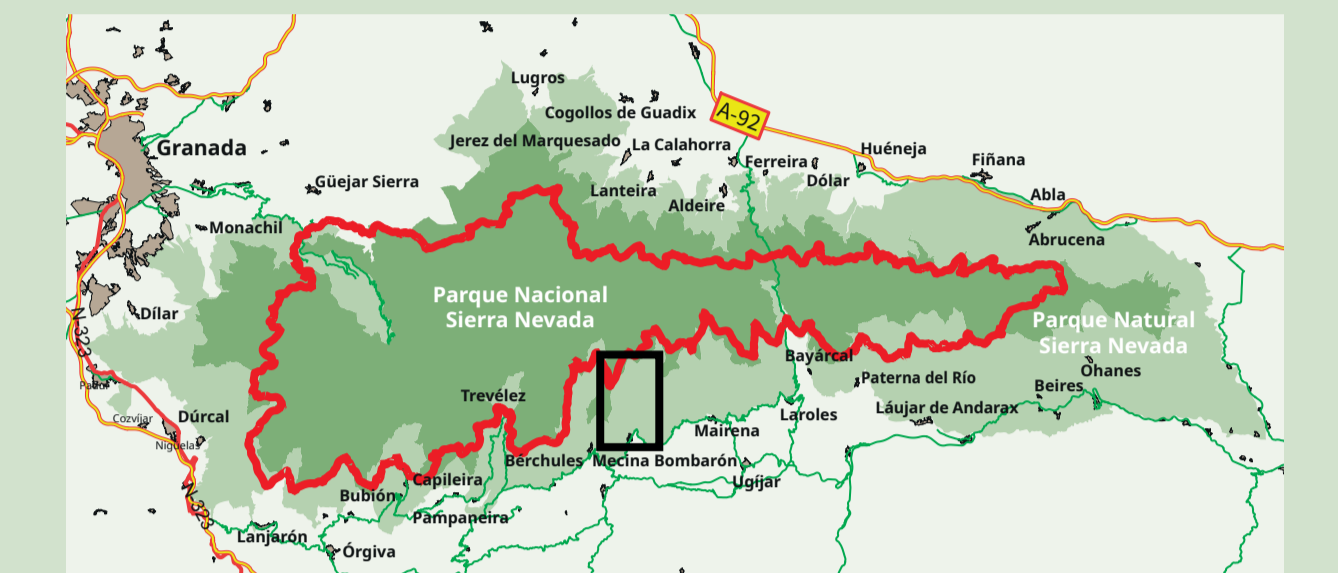 Lugros
Cogollos de Guadix
A-92
Jerez del Marquesado
La Calahorra
Granada
Huéneja
Ferreira
Fiñana
Güejar Sierra
Lanteira
Dólar
Aldeire
Abla
Monachil
Abrucena
Parque Nacional
Sierra Nevada
Dílar
N-323
Parque Natural
Sierra Nevada
Bayárcal
Ohanes
Padul
Paterna del Río
Beires
Trevélez
Cozvíjar
Dúrcal
Láujar de Andarax
Laroles
Nigüelas
Mairena
Bérchules
Mecina Bombarón
Capileira
Ugíjar
Bubión
N-323
Pampaneira
Lanjarón
Órgiva